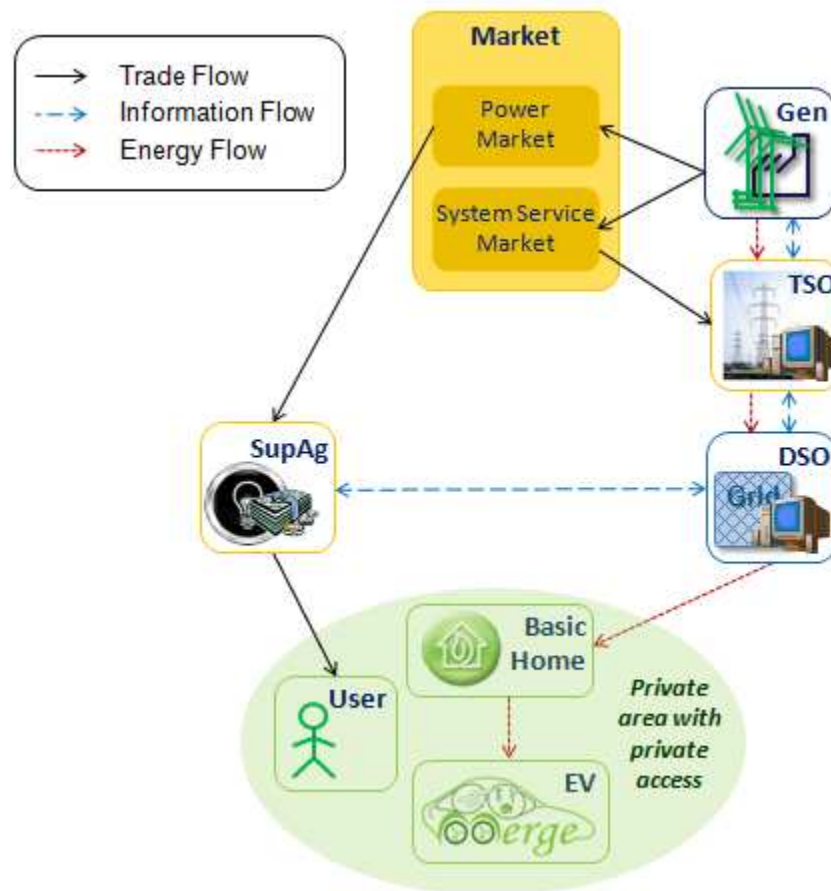 Market
Trade Flow
Information Flow
Energy Flow
Power
Market
Gen
System Service
Market
TSO
SupAg
DSO
Grid
Basic
Home
User
Private
area with
private
access
EV
merge